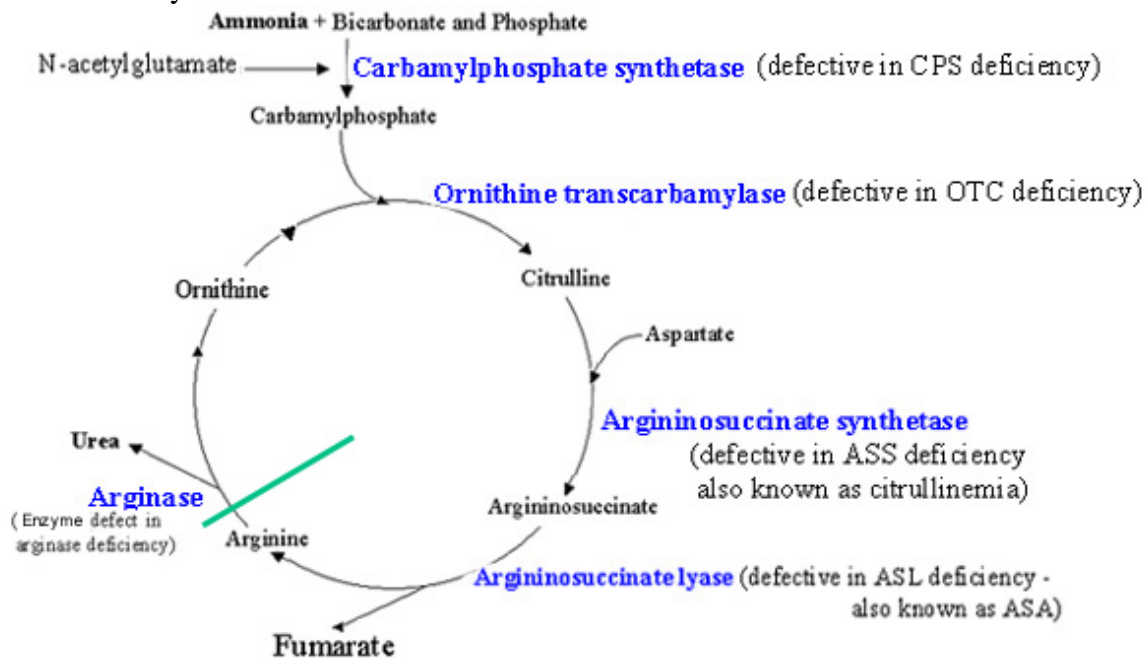 Ammonia + Bicarbonate and Phosphate
N-acetylglutamate
Carbamylphosphate synthetase (defective in CPS deficiency)
Carbamylphosphate
Ornithine transcarbamylase (defective in OTC deficiency)
Ornithine
Citrulline
Aspartate
Argininosuccinate synthetase
(defective in ASS deficiency
also known as citrullinemia)
Urea
Arginase
( Enzyme defect in
arginase deficiency)
Arginine
Argininosuccinate
Argininosuccinate lyase (defective in ASL deficiency -
also known as ASA)
Fumarate